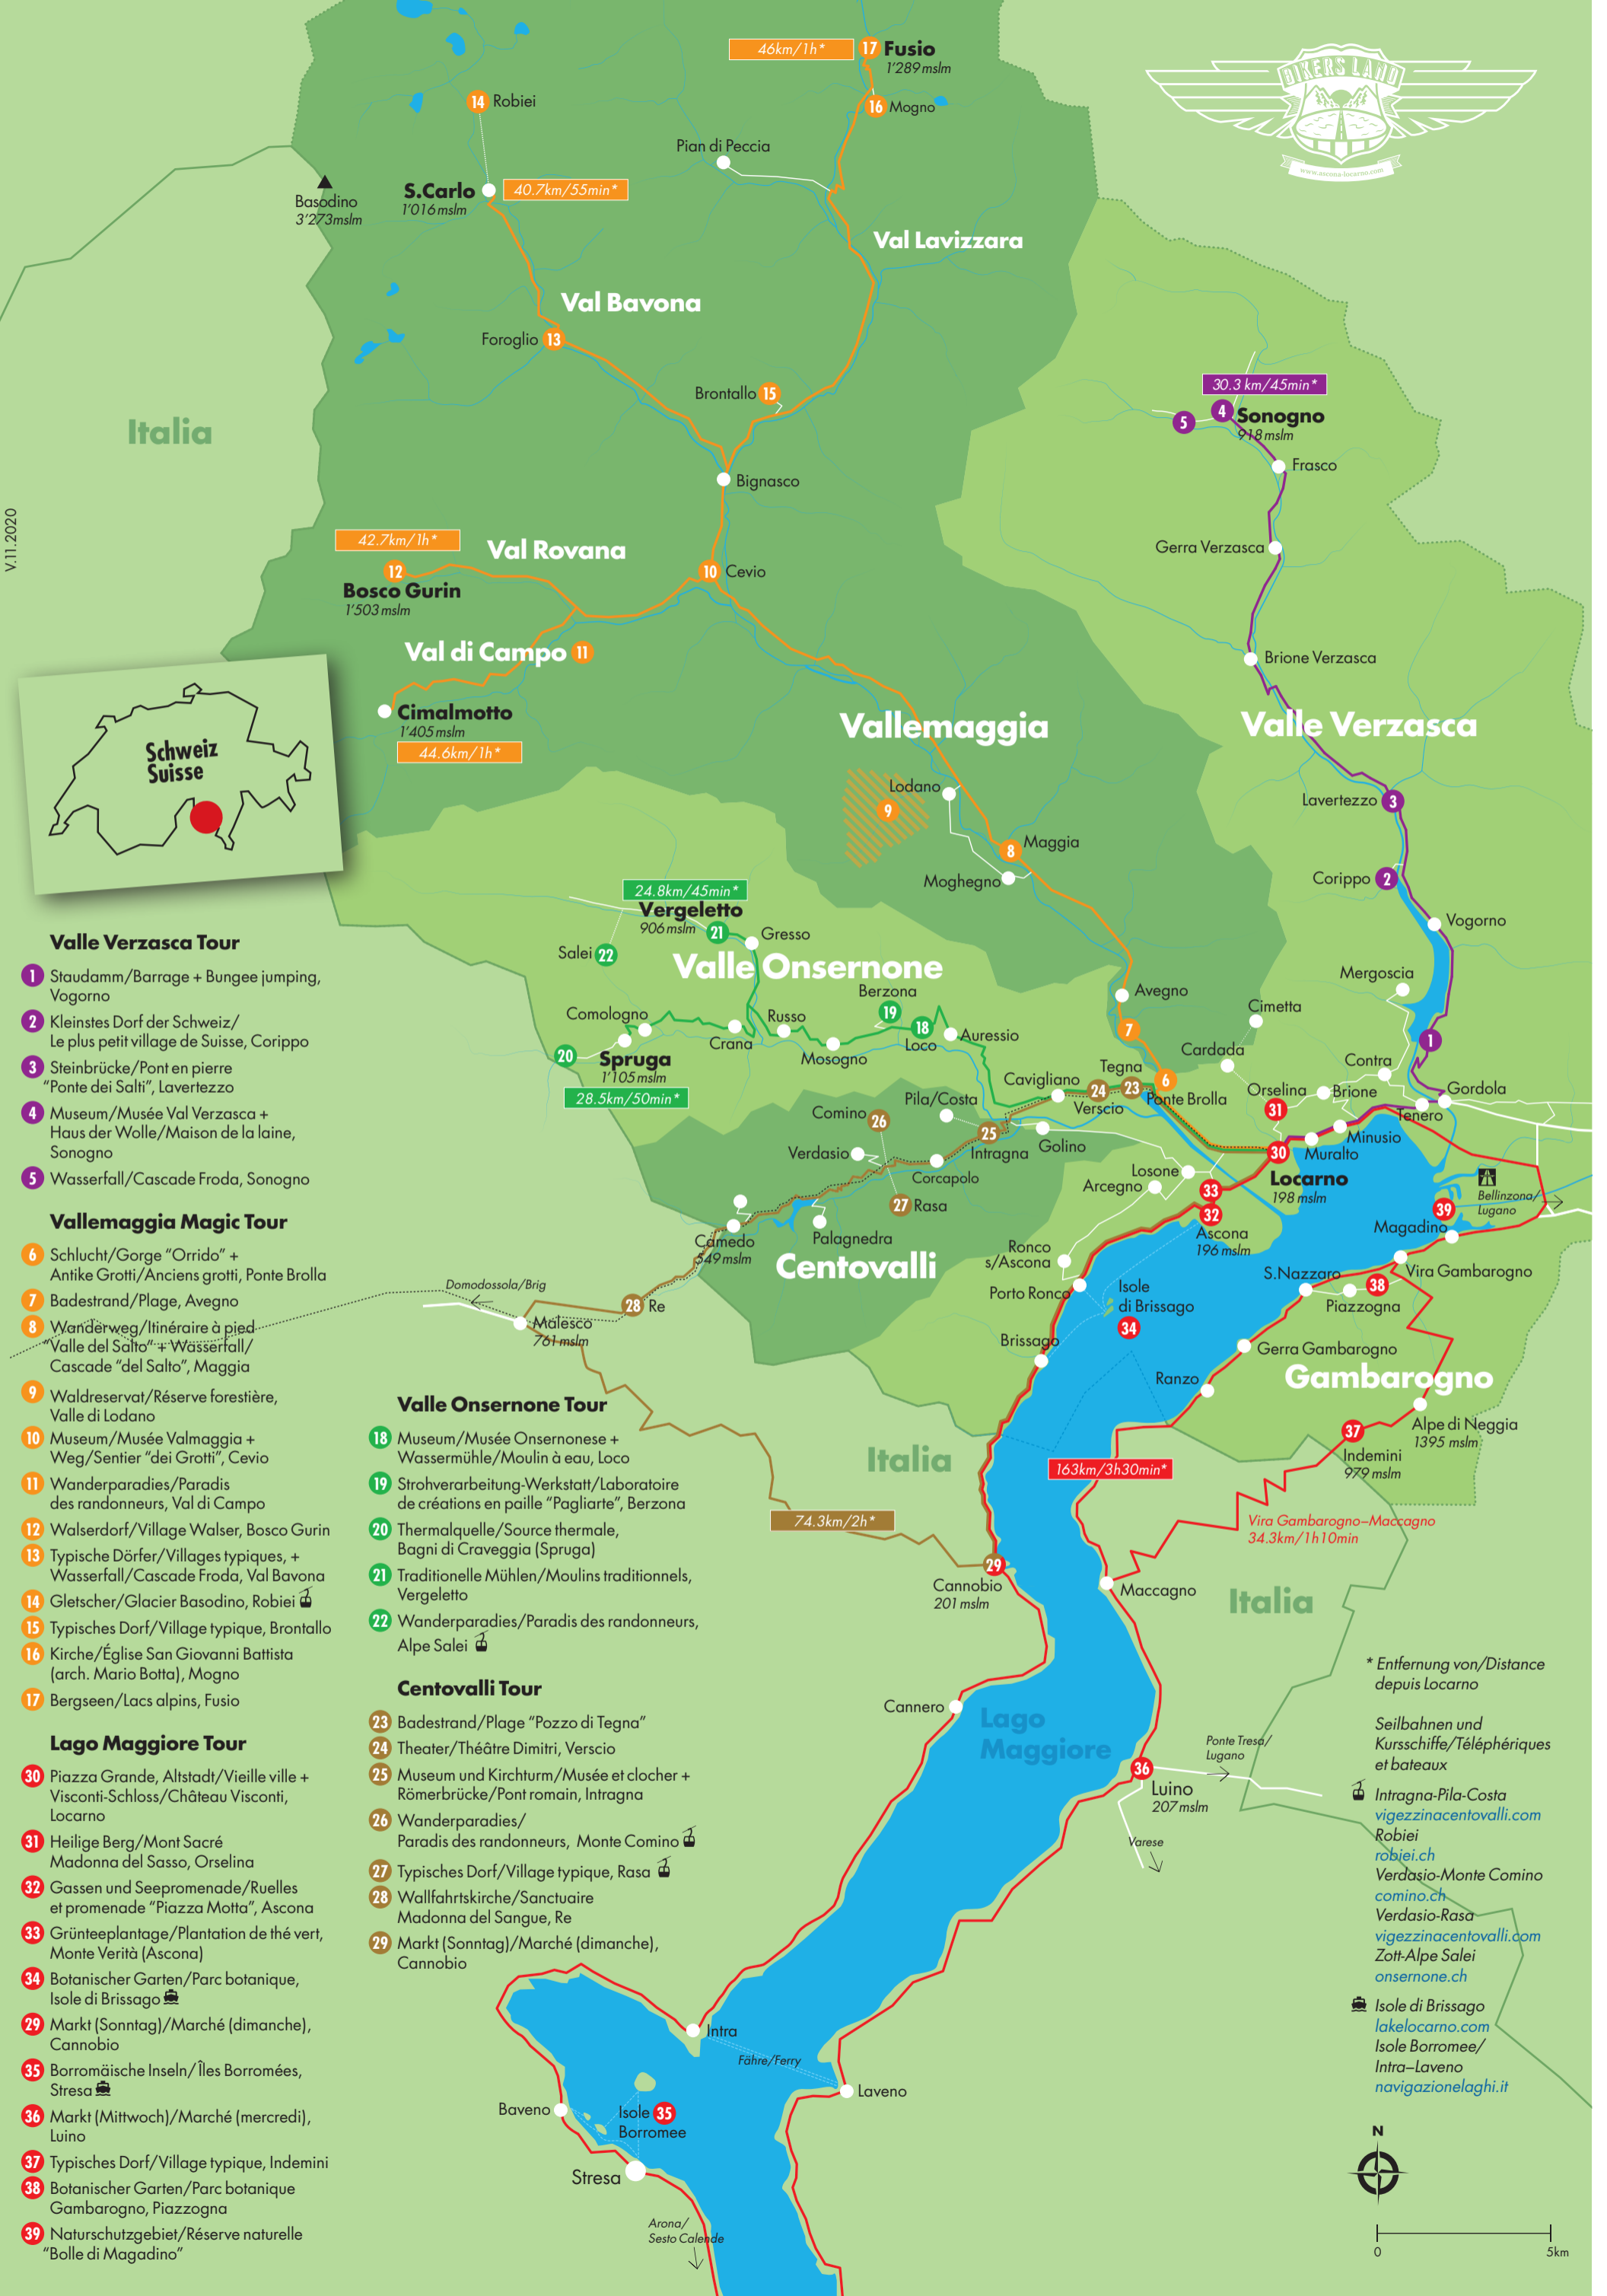 BIKERS LAND
www.ascona-locarno.com
46km/1h*
17 Fusio
1'289 mslm
16 Mogno
14 Robiei
Pian di Peccia
Basodino
3'273mslm
S.Carlo
1'016 mslm
40.7km/55min*
Val Lavizzara
Val Bavona
Foroglio 13
Brontallo 15
Italia
30.3 km/45min*
5
4 Sonogno
918 mslm
Frasco
Bignasco
V.11.2020
42.7km/1h*
Val Rovana
Gerra Verzasca
12
10 Cevio
Bosco Gurin
1'503 mslm
Val di Campo 11
Brione Verzasca
Cimalmotto
1'405 mslm
44.6km/1h*
Vallemaggia
Valle Verzasca
Schweiz
Suisse
Lodano
9
Lavertezzo 3
8 Maggia
Moghegno
Corippo 2
24.8km/45min*
Vergeletto
906 mslm
21
Gresso
Vogorno
Salei 22
Valle Onsernone
Mergoscia
Berzona
19
Avegno
Cimetta
Comologno
Russo
18
Loco
Auressio
7
1
Crana
Mosogno
20
Spruga
1'105 mslm
28.5km/50min*
Cardada
Contra
Tegna
Cavigliano
24
23
6
Verscio
Ponte Brolla
Orselina
31
Brione
Gordola
Tenero
Comino
26
Pila/Costa
25
Intragna
Golino
Minusio
Muralto
30
Locarno
198 mslm
Verdasio
Corcapolo
Losone
Arcegno
33
32
Ascona
196 mslm
27 Rasa
Bellinzona/
Lugano
39
Magadino
Camedo
549 mslm
Palagnedra
Centovalli
Ronco
s/Ascona
Porto Ronco
Isole
di Brissago
34
S.Nazzaro
38
Vira Gambarogno
Piazzogna
Domodossola/Brig
28 Re
Malesco
761 mslm
Brissago
Gerra Gambarogno
Gambarogno
Ranzo
Alpe di Neggia
1395 mslm
37
Indemini
979 mslm
Italia
163km/3h30min*
Vira Gambarogno–Maccagno
34.3km/1h10min
74.3km/2h*
29
Cannobio
201 mslm
Maccagno
Italia
Cannero
Lago
Maggiore
Ponte Tresa/
Lugano
36
Luino
207 mslm
Varese
Intra
Fähre/Ferry
Laveno
Baveno
Isole
Borromee
35
Stresa
Arona/
Sesto Calende
Valle Verzasca Tour
1 Staudamm/Barrage + Bungee jumping,
Vogorno
2 Kleinstes Dorf der Schweiz/
Le plus petit village de Suisse, Corippo
3 Steinbrücke/Pont en pierre
“Ponte dei Salti”, Lavertezzo
4 Museum/Musée Val Verzasca +
Haus der Wolle/Maison de la laine,
Sonogno
5 Wasserfall/Cascade Froda, Sonogno
Vallemaggia Magic Tour
6 Schlucht/Gorge “Orrido” +
Antike Grotti/Anciens grotti, Ponte Brolla
7 Badestrand/Plage, Avegno
8 Wanderweg/Itinéraire à pied
“Valle del Salto” + Wasserfall/
Cascade “del Salto”, Maggia
9 Waldreservat/Réserve forestière,
Valle di Lodano
10 Museum/Musée Valmaggia +
Weg/Sentier “dei Grotti”, Cevio
11 Wanderparadies/Paradis
des randonneurs, Val di Campo
12 Walserdorf/Village Walser, Bosco Gurin
13 Typische Dörfer/Villages typiques, +
Wasserfall/Cascade Froda, Val Bavona
14 Gletscher/Glacier Basodino, Robiei
15 Typisches Dorf/Village typique, Brontallo
16 Kirche/Église San Giovanni Battista
(arch. Mario Botta), Mogno
17 Bergseen/Lacs alpins, Fusio
Lago Maggiore Tour
30 Piazza Grande, Altstadt/Vieille ville +
Visconti-Schloss/Château Visconti,
Locarno
31 Heilige Berg/Mont Sacré
Madonna del Sasso, Orselina
32 Gassen und Seepromenade/Ruelles
et promenade “Piazza Motta”, Ascona
33 Grünteeplantage/Plantation de thé vert,
Monte Verità (Ascona)
34 Botanischer Garten/Parc botanique,
Isole di Brissago
29 Markt (Sonntag)/Marché (dimanche),
Cannobio
35 Borromäische Inseln/Îles Borromées,
Stresa
36 Markt (Mittwoch)/Marché (mercredi),
Luino
37 Typisches Dorf/Village typique, Indemini
38 Botanischer Garten/Parc botanique
Gambarogno, Piazzogna
39 Naturschutzgebiet/Réserve naturelle
“Bolle di Magadino”
Valle Onsernone Tour
18 Museum/Musée Onsernonese +
Wassermühle/Moulin à eau, Loco
19 Strohverarbeitung-Werkstatt/Laboratoire
de créations en paille “Pagliarte”, Berzona
20 Thermalquelle/Source thermale,
Bagni di Craveggia (Spruga)
21 Traditionelle Mühlen/Moulins traditionnels,
Vergeletto
22 Wanderparadies/Paradis des randonneurs,
Alpe Salei
Centovalli Tour
23 Badestrand/Plage “Pozzo di Tegna”
24 Theater/Théâtre Dimitri, Verscio
25 Museum und Kirchturm/Musée et clocher +
Römerbrücke/Pont romain, Intragna
26 Wanderparadies/
Paradis des randonneurs, Monte Comino
27 Typisches Dorf/Village typique, Rasa
28 Wallfahrtskirche/Sanctuaire
Madonna del Sangue, Re
29 Markt (Sonntag)/Marché (dimanche),
Cannobio
* Entfernung von/Distance
depuis Locarno
Seilbahnen und
Kursschiffe/Téléphériques
et bateaux
Intragna-Pila-Costa
vigezzinacentovalli.com
Robiei
robiei.ch
Verdasio-Monte Comino
comino.ch
Verdasio-Rasa
vigezzinacentovalli.com
Zott-Alpe Salei
onsernone.ch
Isole di Brissago
lakelocarno.com
Isole Borromee/
Intra–Laveno
navigazionelaghi.it
N
0 5km